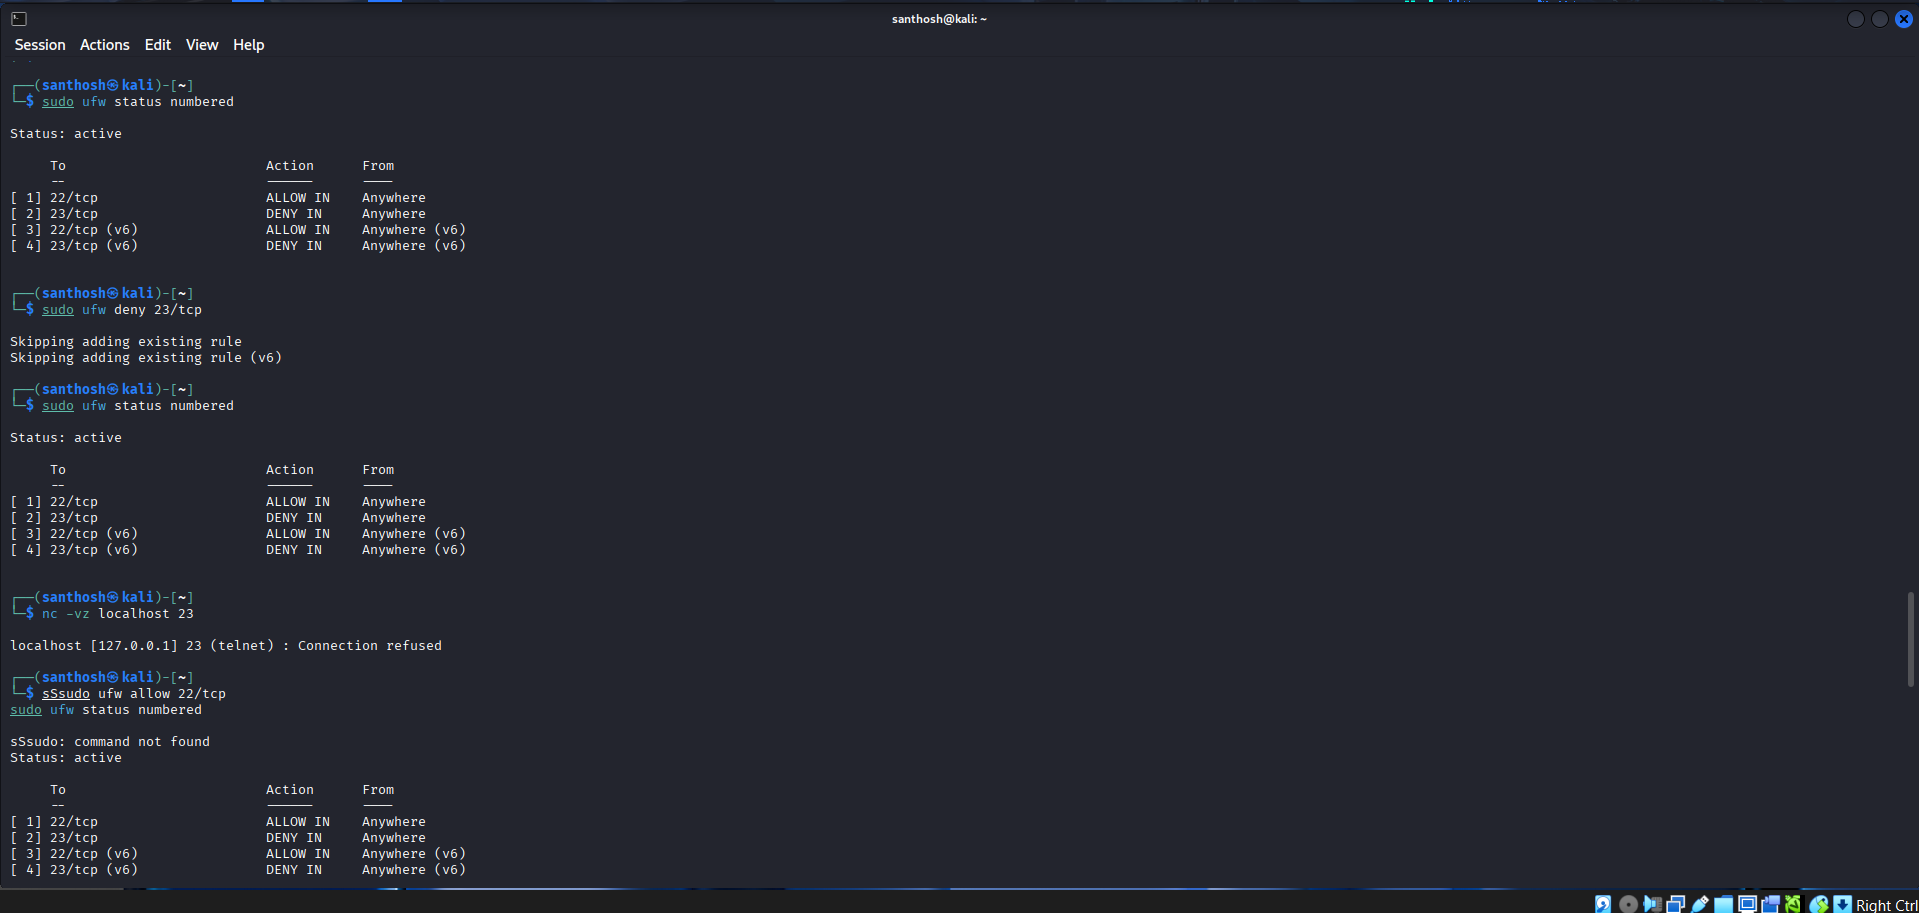 santhosh@kali: ~
Session Actions Edit View Help
┌──(santhosh㉿kali)-[~]
└─$ sudo ufw status numbered
Status: active
     To                         Action      From
     --                         ------      ----
[ 1] 22/tcp                     ALLOW IN    Anywhere
[ 2] 23/tcp                     DENY IN     Anywhere
[ 3] 22/tcp (v6)                ALLOW IN    Anywhere (v6)
[ 4] 23/tcp (v6)                DENY IN     Anywhere (v6)
┌──(santhosh㉿kali)-[~]
└─$ sudo ufw deny 23/tcp
Skipping adding existing rule
Skipping adding existing rule (v6)
┌──(santhosh㉿kali)-[~]
└─$ sudo ufw status numbered
Status: active
     To                         Action      From
     --                         ------      ----
[ 1] 22/tcp                     ALLOW IN    Anywhere
[ 2] 23/tcp                     DENY IN     Anywhere
[ 3] 22/tcp (v6)                ALLOW IN    Anywhere (v6)
[ 4] 23/tcp (v6)                DENY IN     Anywhere (v6)
┌──(santhosh㉿kali)-[~]
└─$ nc -vz localhost 23
localhost [127.0.0.1] 23 (telnet) : Connection refused
┌──(santhosh㉿kali)-[~]
└─$ sSsudo ufw allow 22/tcp
sudo ufw status numbered
sSsudo: command not found
Status: active
     To                         Action      From
     --                         ------      ----
[ 1] 22/tcp                     ALLOW IN    Anywhere
[ 2] 23/tcp                     DENY IN     Anywhere
[ 3] 22/tcp (v6)                ALLOW IN    Anywhere (v6)
[ 4] 23/tcp (v6)                DENY IN     Anywhere (v6)
Right Ctrl